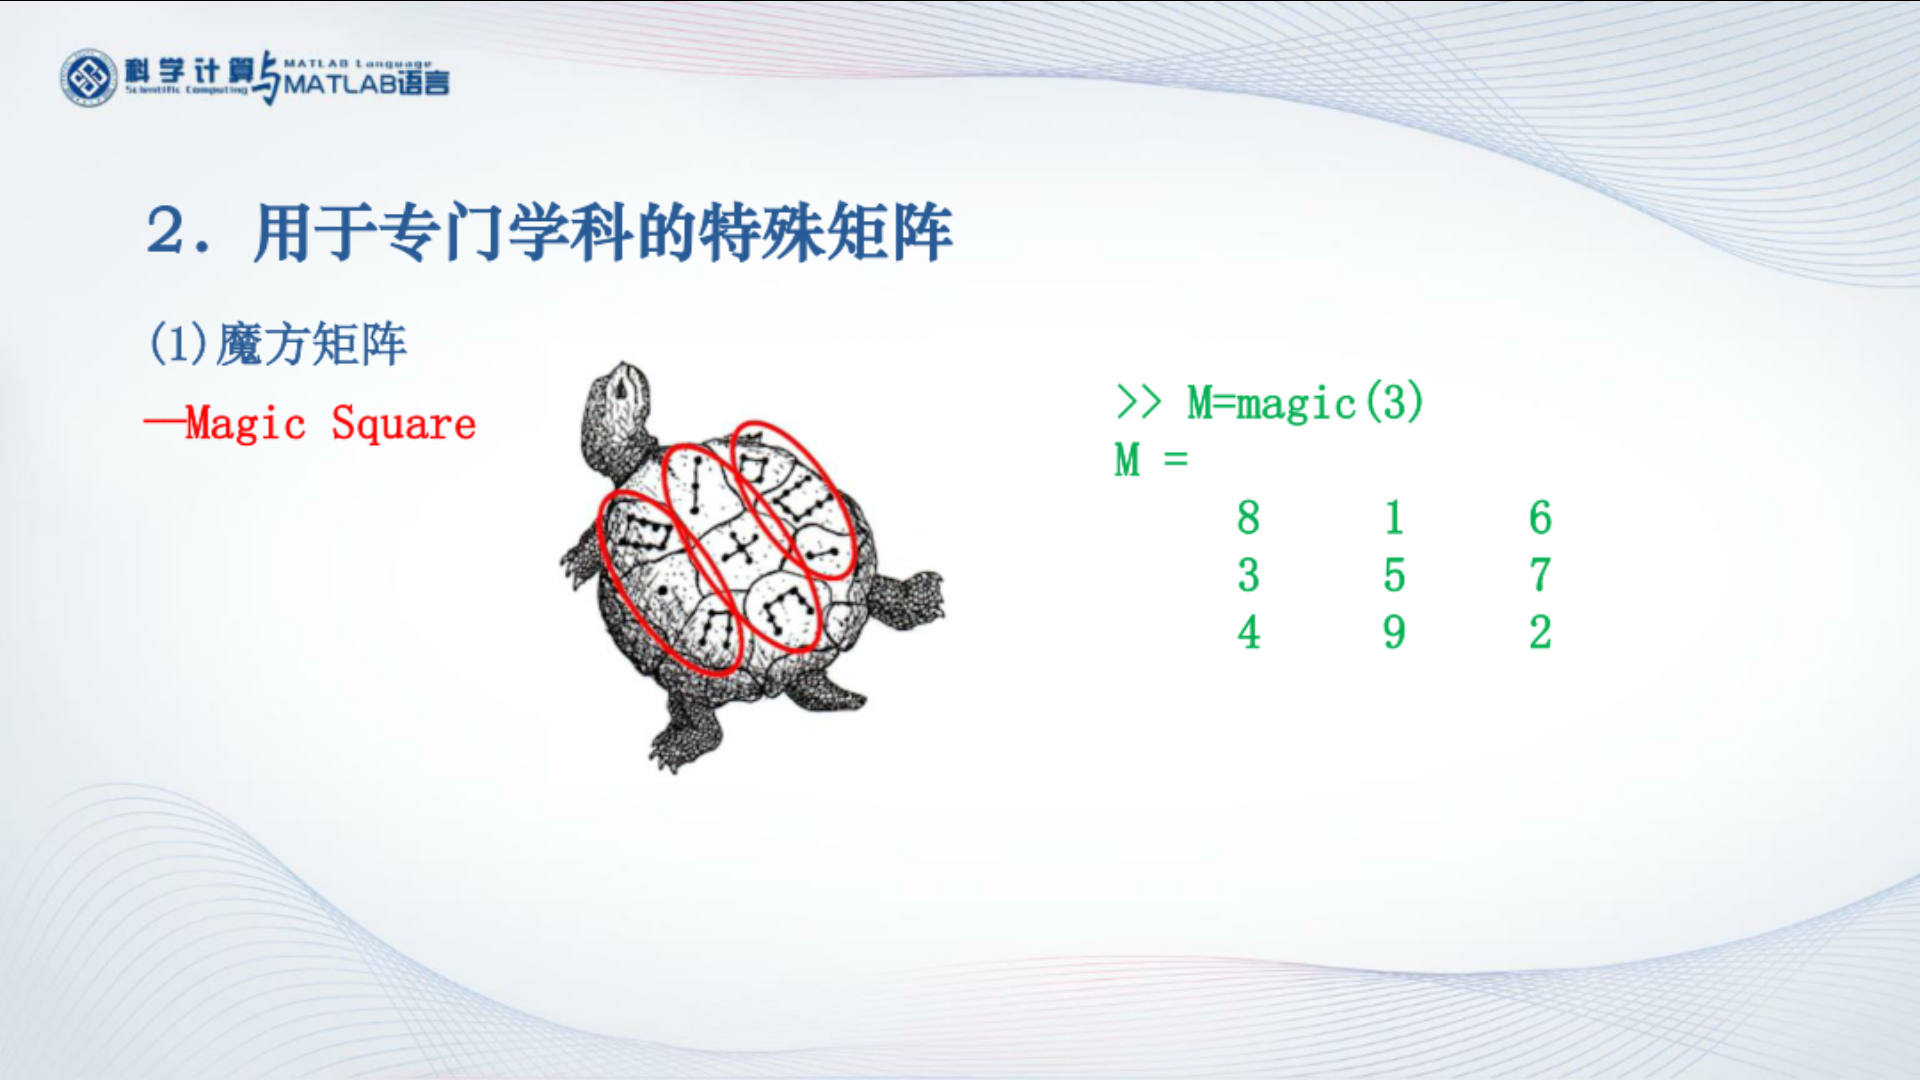 科学计算与MATLAB语言
Scientific Computing
MATLAB Language
2. 用于专门学科的特殊矩阵
(1)魔方矩阵
—Magic Square
>> M=magic(3)
M =
8 1 6
3 5 7
4 9 2